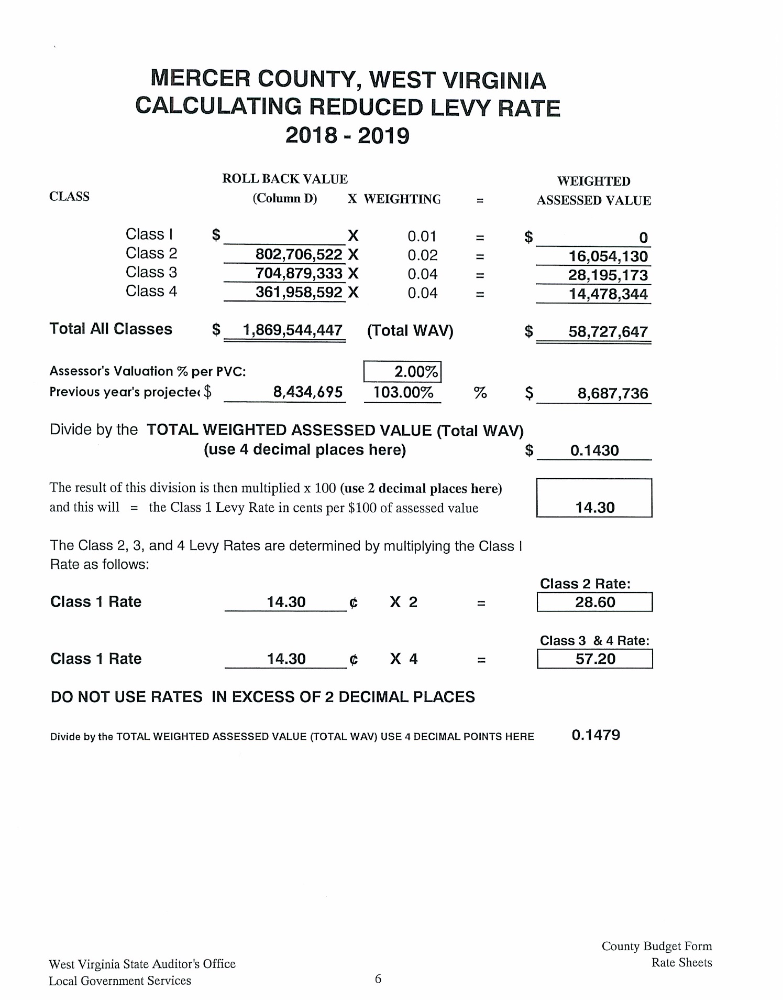 MERCER COUNTY, WEST VIRGINIA
CALCULATING REDUCED LEVY RATE
2018 - 2019
ROLL BACK VALUE WEIGHTED
CLASS (Column D) X WEIGHTING = ASSESSED VALUE
Class I $ X 0.01 = $ 0
Class 2 802,706,522 X 0.02 = 16,054,130
Class 3 704,879,333 X 0.04 = 28,195,173
Class 4 361,958,592 X 0.04 = 14,478,344
Total All Classes $ 1,869,544,447 (Total WAV) $ 58,727,647
Assessor's Valuation % per PVC: 2.00%
Previous year's projected $ 8,434,695 103.00% % $ 8,687,736
Divide by the TOTAL WEIGHTED ASSESSED VALUE (Total WAV)
(use 4 decimal places here) $ 0.1430
The result of this division is then multiplied x 100 (use 2 decimal places here)
and this will = the Class 1 Levy Rate in cents per $100 of assessed value 14.30
The Class 2, 3, and 4 Levy Rates are determined by multiplying the Class I
Rate as follows:
Class 2 Rate:
Class 1 Rate 14.30 ¢ X 2 = 28.60
Class 3 & 4 Rate:
Class 1 Rate 14.30 ¢ X 4 = 57.20
DO NOT USE RATES IN EXCESS OF 2 DECIMAL PLACES
Divide by the TOTAL WEIGHTED ASSESSED VALUE (TOTAL WAV) USE 4 DECIMAL POINTS HERE 0.1479
County Budget Form
West Virginia State Auditor's Office Rate Sheets
Local Government Services 6